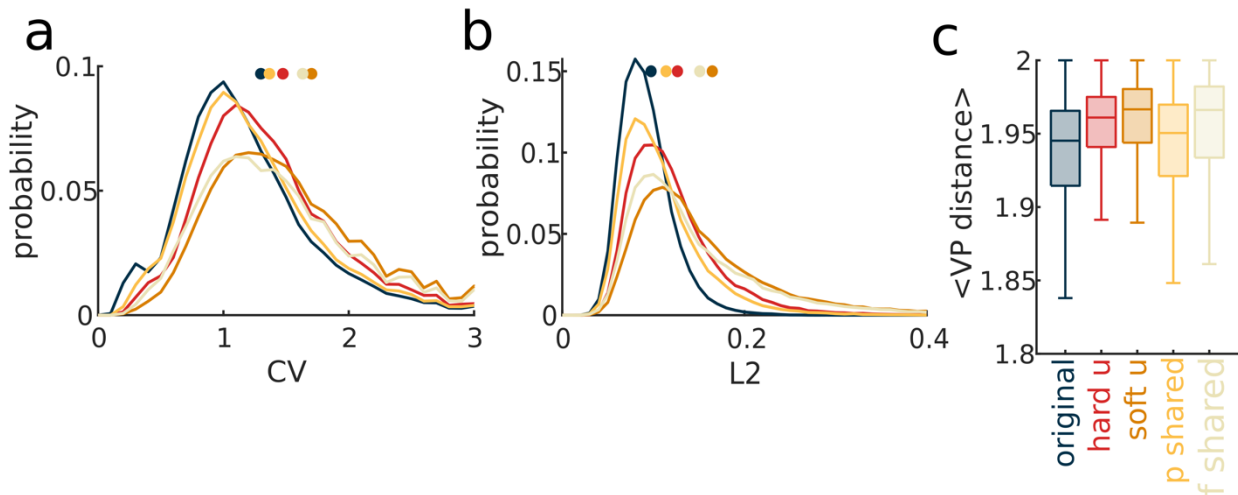 a
probability
0.1
0.05
0
0
1
2
3
CV
b
probability
0.15
0.1
0.05
0
0
0.2
0.4
L2
c
<VP distance>
2
1.95
1.9
1.85
1.8
original
hard u
soft u
p shared
f shared